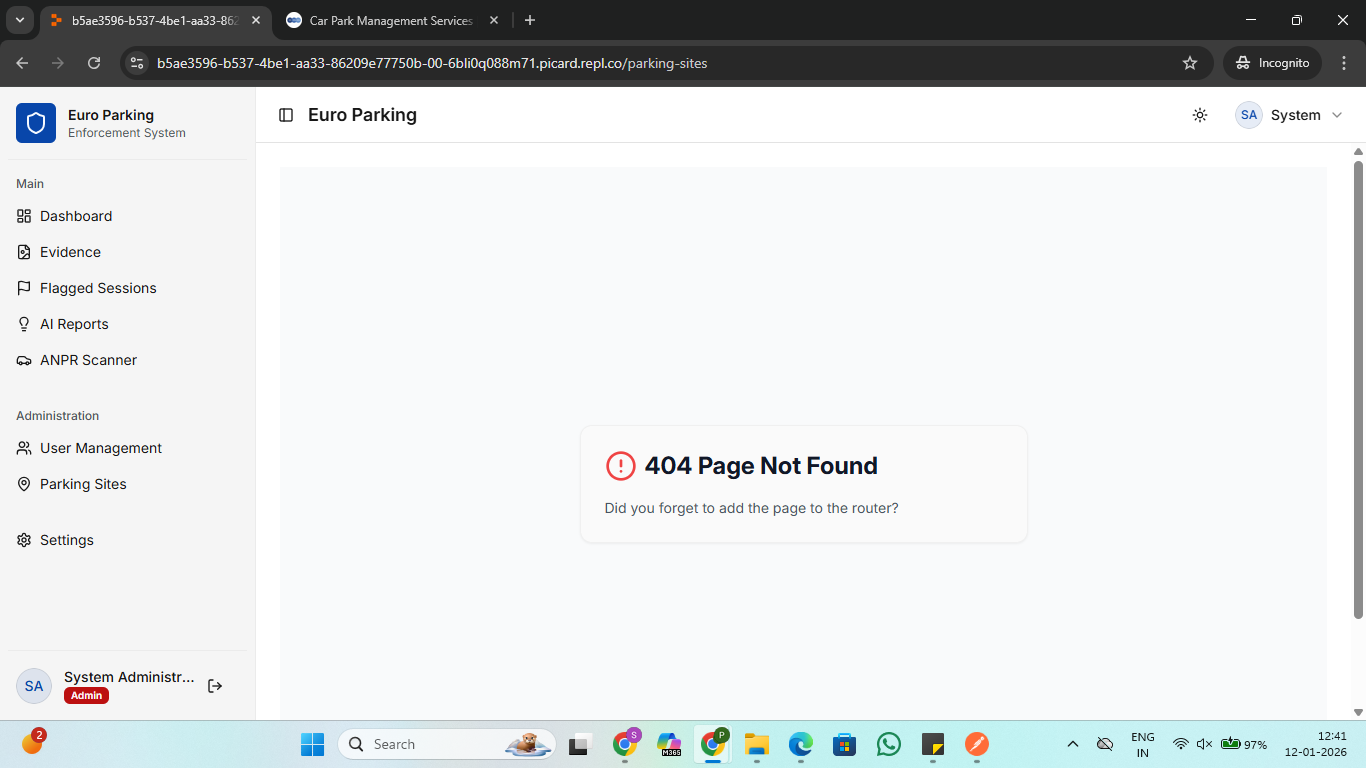 b5ae3596-b537-4be1-aa33-862
Car Park Management Services
b5ae3596-b537-4be1-aa33-86209e77750b-00-6bli0q088m71.picard.repl.co/parking-sites
Incognito
Euro Parking
Enforcement System
Euro Parking
SA
System
Main
Dashboard
Evidence
Flagged Sessions
AI Reports
ANPR Scanner
Administration
User Management
Parking Sites
Settings
404 Page Not Found
Did you forget to add the page to the router?
SA
System Administr...
Admin
2
Search
S
M365
P
ENG
IN
97%
12:41
12-01-2026